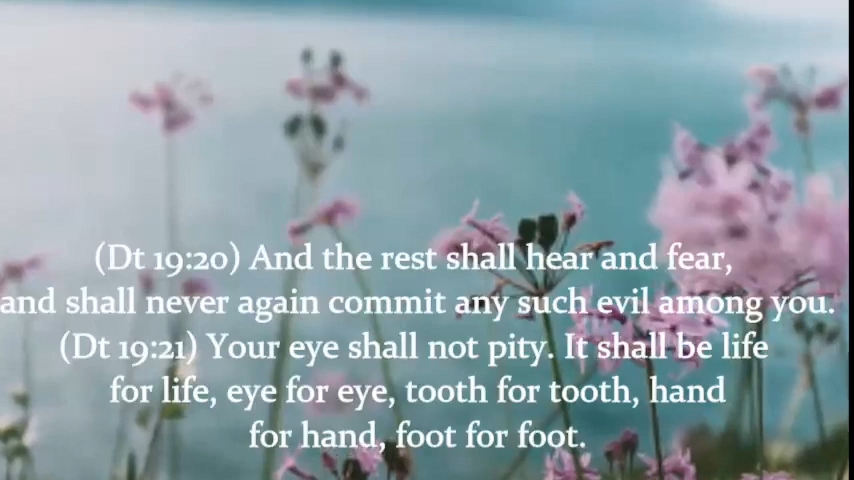 (Dt 19:20) And the rest shall hear and fear,
and shall never again commit any such evil among you.
(Dt 19:21) Your eye shall not pity. It shall be life
for life, eye for eye, tooth for tooth, hand
for hand, foot for foot.